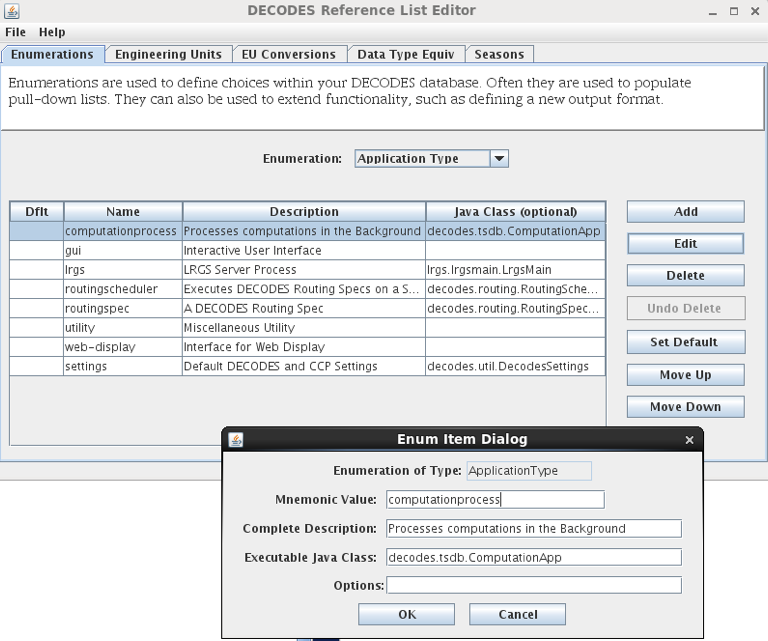 DECODES Reference List Editor
File Help
Enumerations Engineering Units EU Conversions Data Type Equiv Seasons
Enumerations are used to define choices within your DECODES database. Often they are used to populate
pull-down lists. They can also be used to extend functionality, such as defining a new output format.
Enumeration: Application Type
Dflt Name Description Java Class (optional)
computationprocess Processes computations in the Background decodes.tsdb.ComputationApp
gui Interactive User Interface
lrgs LRGS Server Process lrgs.lrgsmain.LrgsMain
routingscheduler Executes DECODES Routing Specs on a S... decodes.routing.RoutingSche...
routingspec A DECODES Routing Spec decodes.routing.RoutingSpec...
utility Miscellaneous Utility
web-display Interface for Web Display
settings Default DECODES and CCP Settings decodes.util.DecodesSettings
Add
Edit
Delete
Undo Delete
Set Default
Move Up
Move Down
Enum Item Dialog
Enumeration of Type: ApplicationType
Mnemonic Value: computationprocess
Complete Description: Processes computations in the Background
Executable Java Class: decodes.tsdb.ComputationApp
Options:
OK Cancel